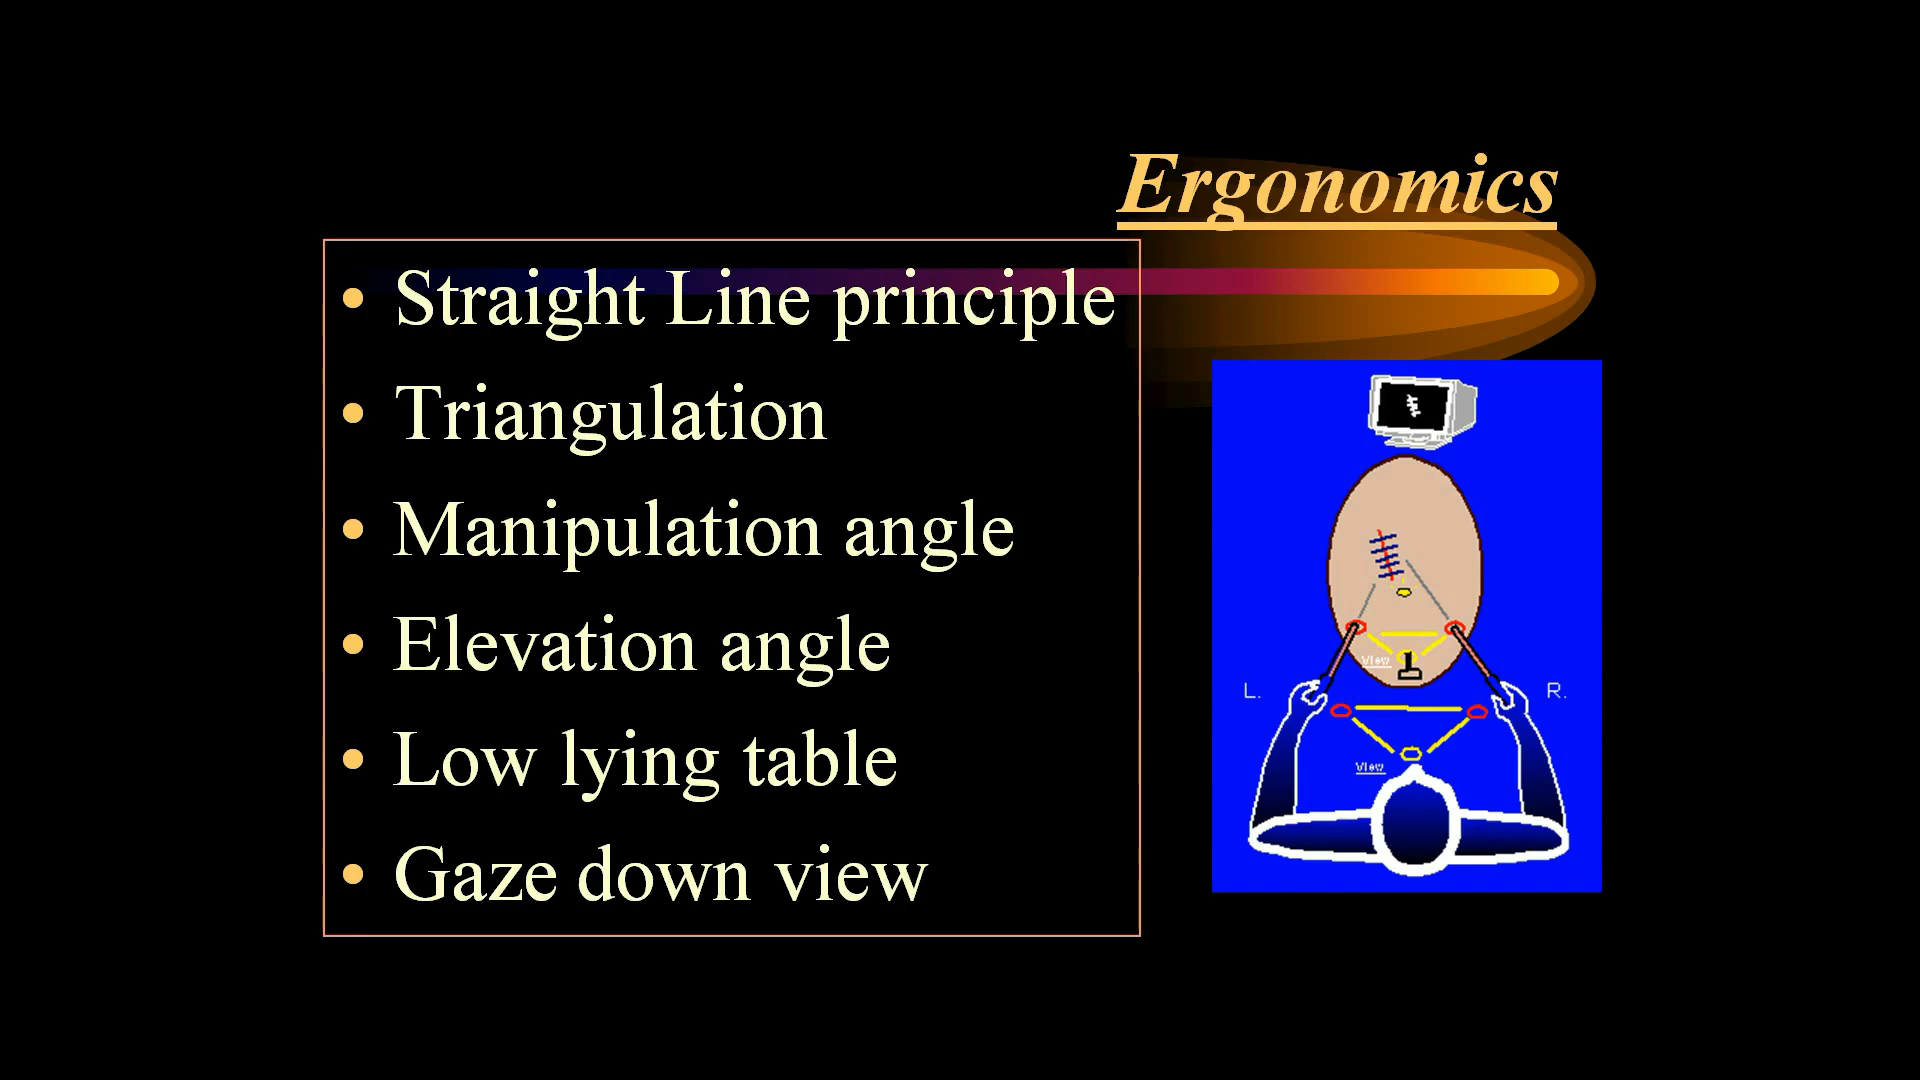 Ergonomics
• Straight Line principle
• Triangulation
• Manipulation angle
• Elevation angle
• Low lying table
• Gaze down view
View
L.
R.
View